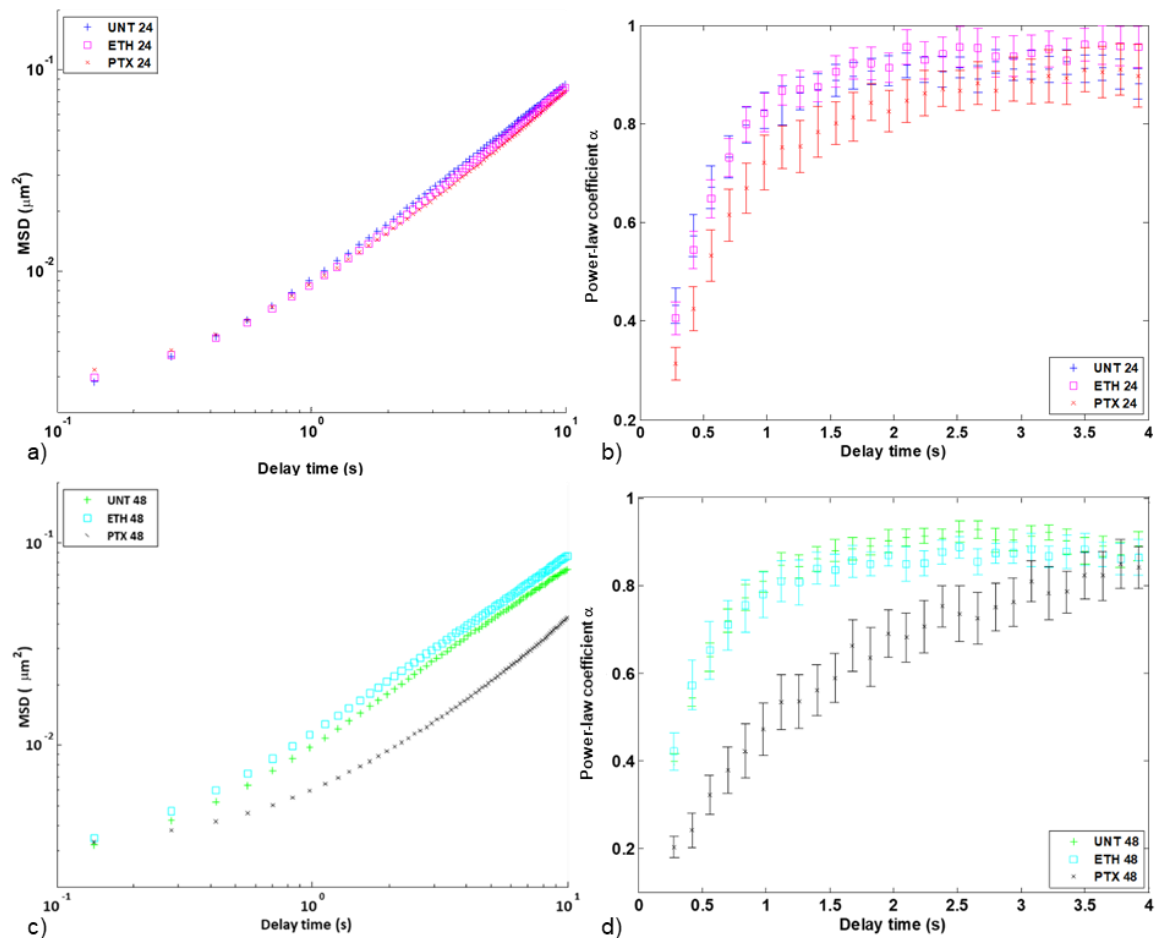 UNT 24
ETH 24
PTX 24
10^-1
10^-2
MSD (μm²)
10^-1
10^0
10^1
Delay time (s)
a)
1
0.8
0.6
0.4
0.2
Power-law coefficient α
UNT 24
ETH 24
PTX 24
0 0.5 1 1.5 2 2.5 3 3.5 4
Delay time (s)
b)
UNT 48
ETH 48
PTX 48
10^-1
10^-2
MSD ( μm²)
10^-1
10^0
10^1
Delay time (s)
c)
1
0.8
0.6
0.4
0.2
Power-law coefficient α
UNT 48
ETH 48
PTX 48
0 0.5 1 1.5 2 2.5 3 3.5 4
Delay time (s)
d)